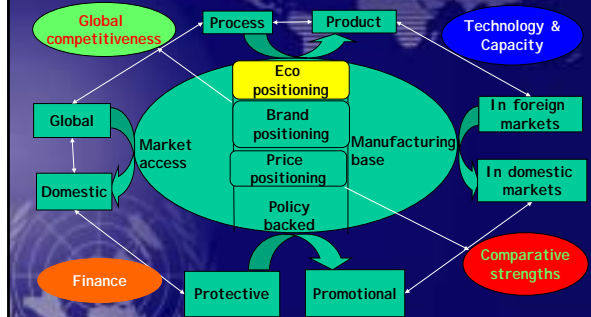 Global
competitiveness
Process
Product
Technology &
Capacity
Eco
positioning
Brand
positioning
Price
positioning
Policy
backed
Global
Domestic
Market
access
Manufacturing
base
In foreign
markets
In domestic
markets
Finance
Protective
Promotional
Comparative
strengths